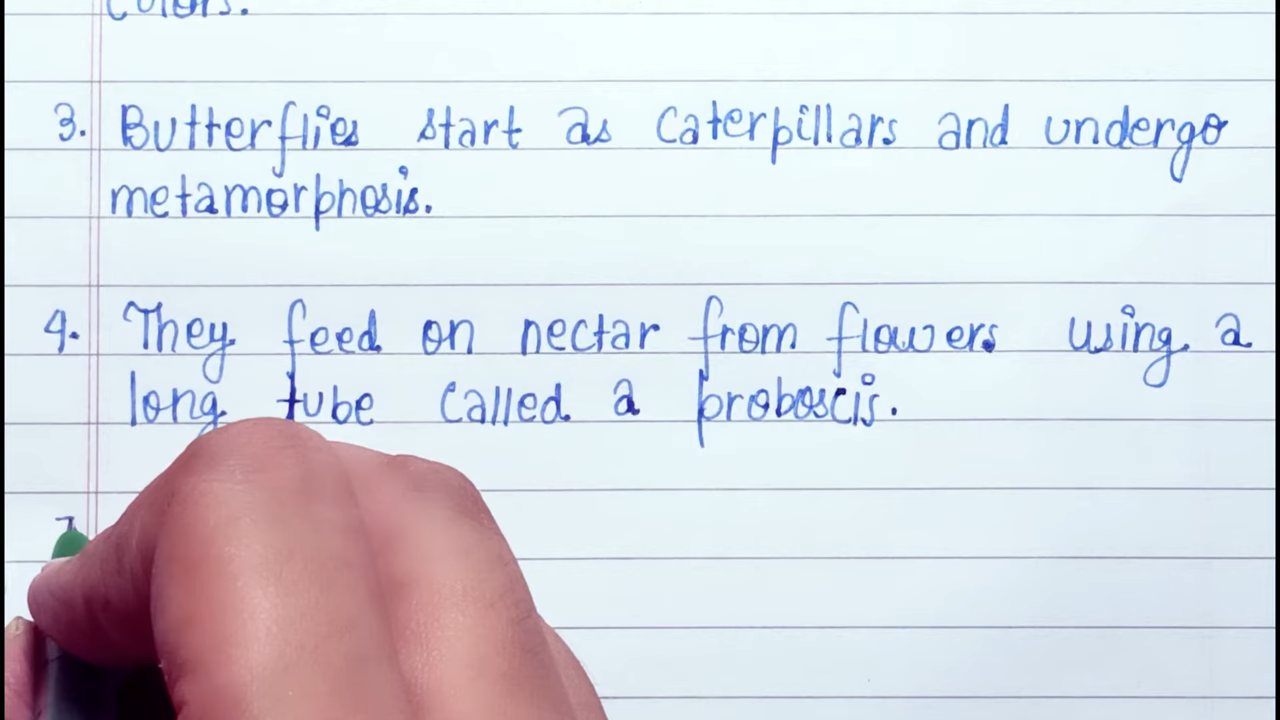 colors.
3. Butterflies start as caterpillars and undergo
metamorphosis.
4. They feed on nectar from flowers using a
long tube called a proboscis.